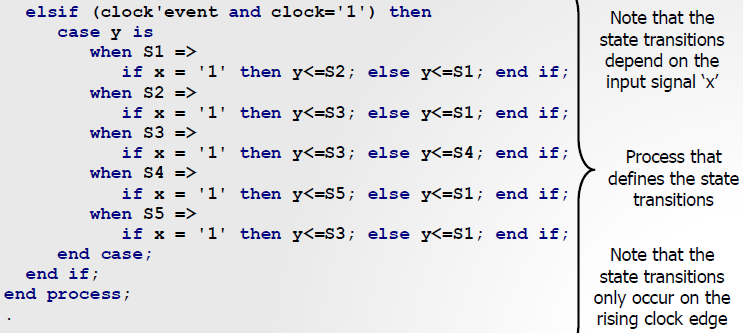 elsif (clock'event and clock='1') then
case y is
when S1 =>
if x = '1' then y<=S2; else y<=S1; end if;
when S2 =>
if x = '1' then y<=S3; else y<=S1; end if;
when S3 =>
if x = '1' then y<=S3; else y<=S4; end if;
when S4 =>
if x = '1' then y<=S5; else y<=S1; end if;
when S5 =>
if x = '1' then y<=S3; else y<=S1; end if;
end case;
end if;
end process;
.
Note that the
state transitions
depend on the
input signal ‘x’
Process that
defines the state
transitions
Note that the
state transitions
only occur on the
rising clock edge